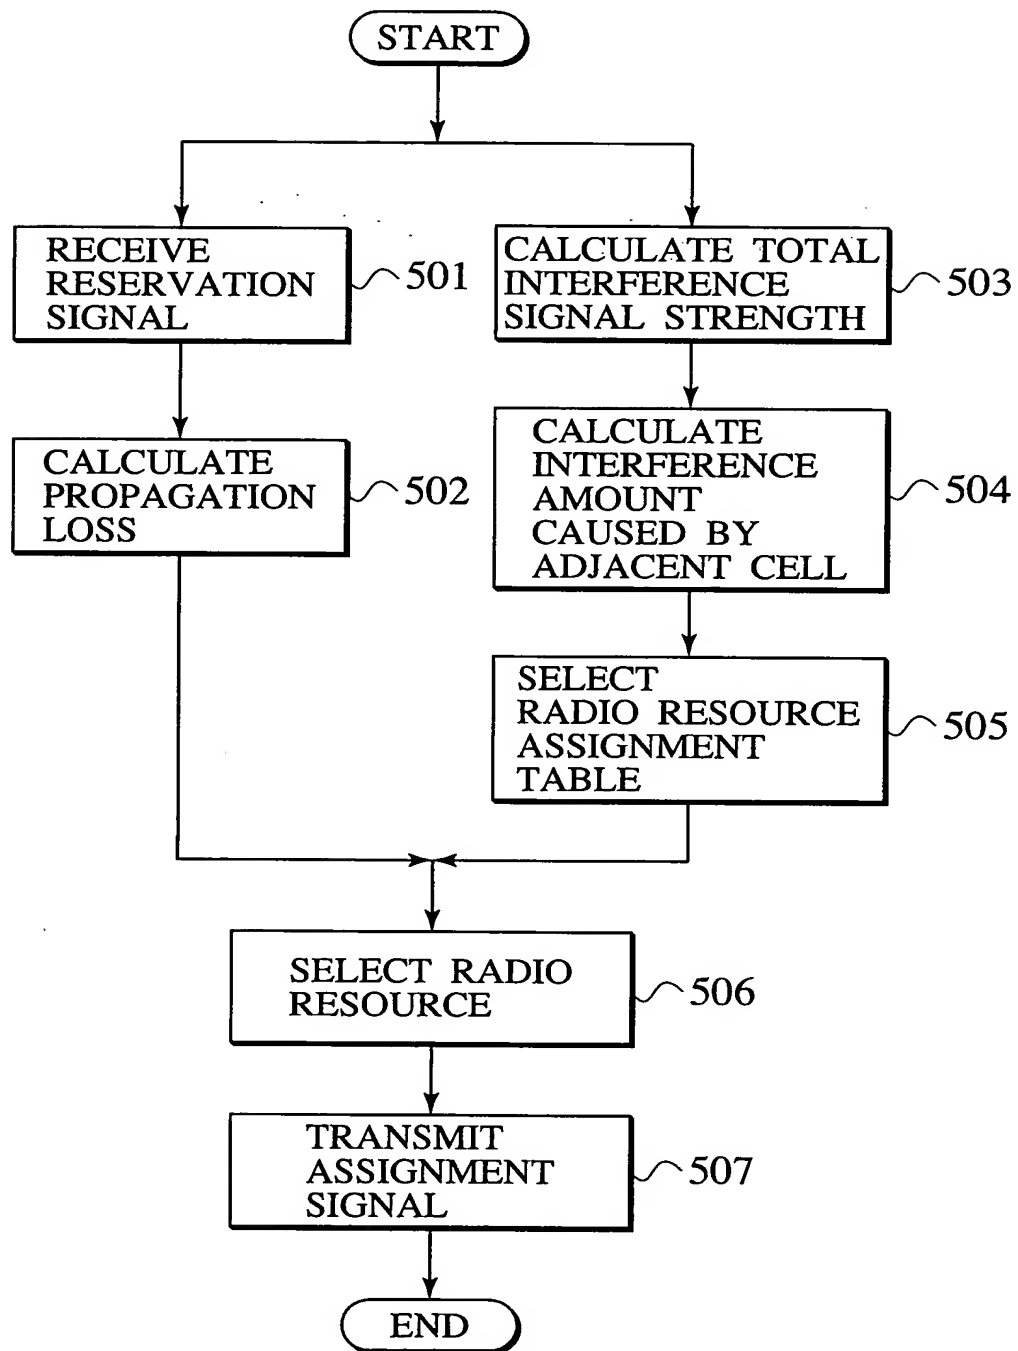 START
RECEIVE
RESERVATION
SIGNAL
501
CALCULATE
PROPAGATION
LOSS
502
CALCULATE TOTAL
INTERFERENCE
SIGNAL STRENGTH
503
CALCULATE
INTERFERENCE
AMOUNT
CAUSED BY
ADJACENT CELL
504
SELECT
RADIO RESOURCE
ASSIGNMENT
TABLE
505
SELECT RADIO
RESOURCE
506
TRANSMIT
ASSIGNMENT
SIGNAL
507
END